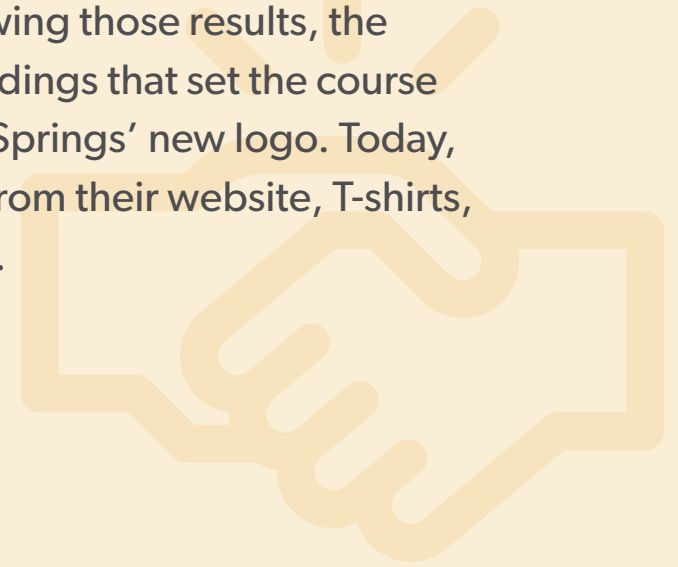 wing those results, the
dings that set the course
Springs’ new logo. Today,
rom their website, T-shirts,
.